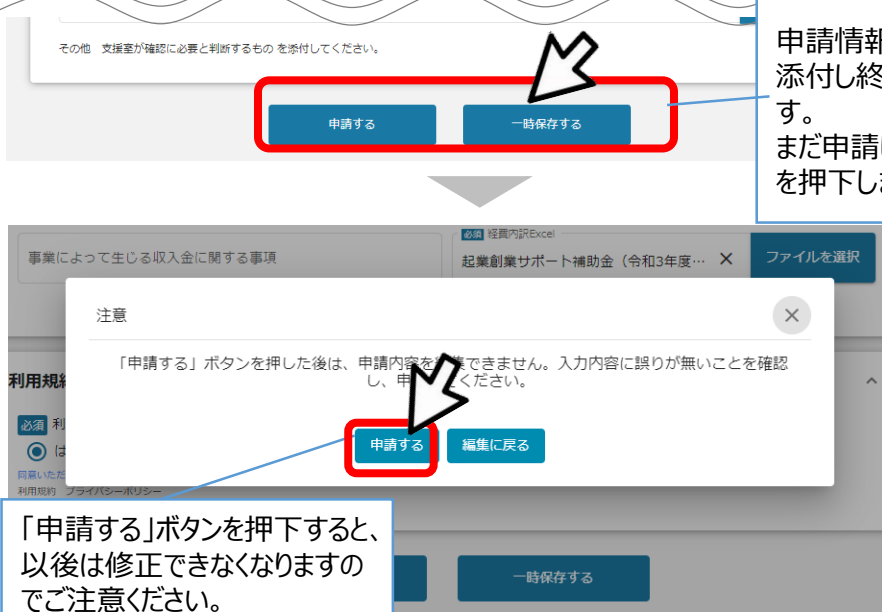 その他　支援室が確認に必要と判断するもの を添付してください。
申請する
一時保存する
申請情報
添付し終
す。
まだ申請
を押下し
事業によって生じる収入金に関する事項
必須 経費内訳Excel
起業創業サポート補助金（令和3年度…
ファイルを選択
注意
「申請する」ボタンを押した後は、申請内容を
集できません。入力内容に誤りが無いことを確認
し、申
ください。
申請する
編集に戻る
利用規
必須 利
は
同意いただ
利用規約　プライバシーポリシー
「申請する」ボタンを押下すると、
以後は修正できなくなりますの
でご注意ください。
一時保存する